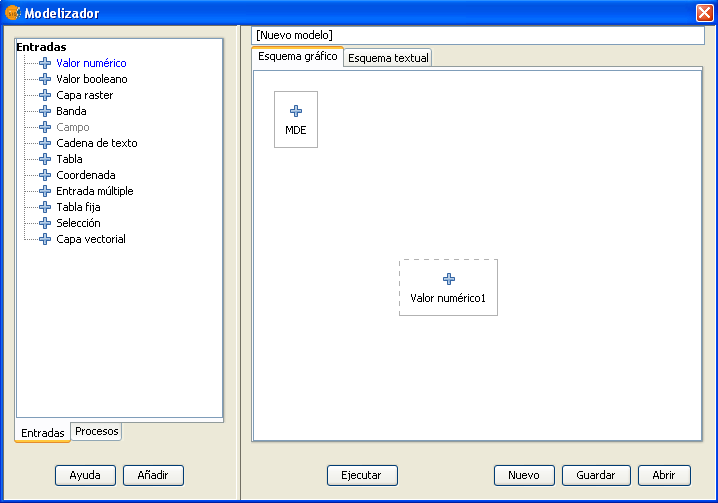 Modelizador
Entradas
Valor numérico
Valor booleano
Capa raster
Banda
Campo
Cadena de texto
Tabla
Coordenada
Entrada múltiple
Tabla fija
Selección
Capa vectorial
Entradas
Procesos
Ayuda
Añadir
[Nuevo modelo]
Esquema gráfico
Esquema textual
MDE
Valor numérico1
Ejecutar
Nuevo
Guardar
Abrir